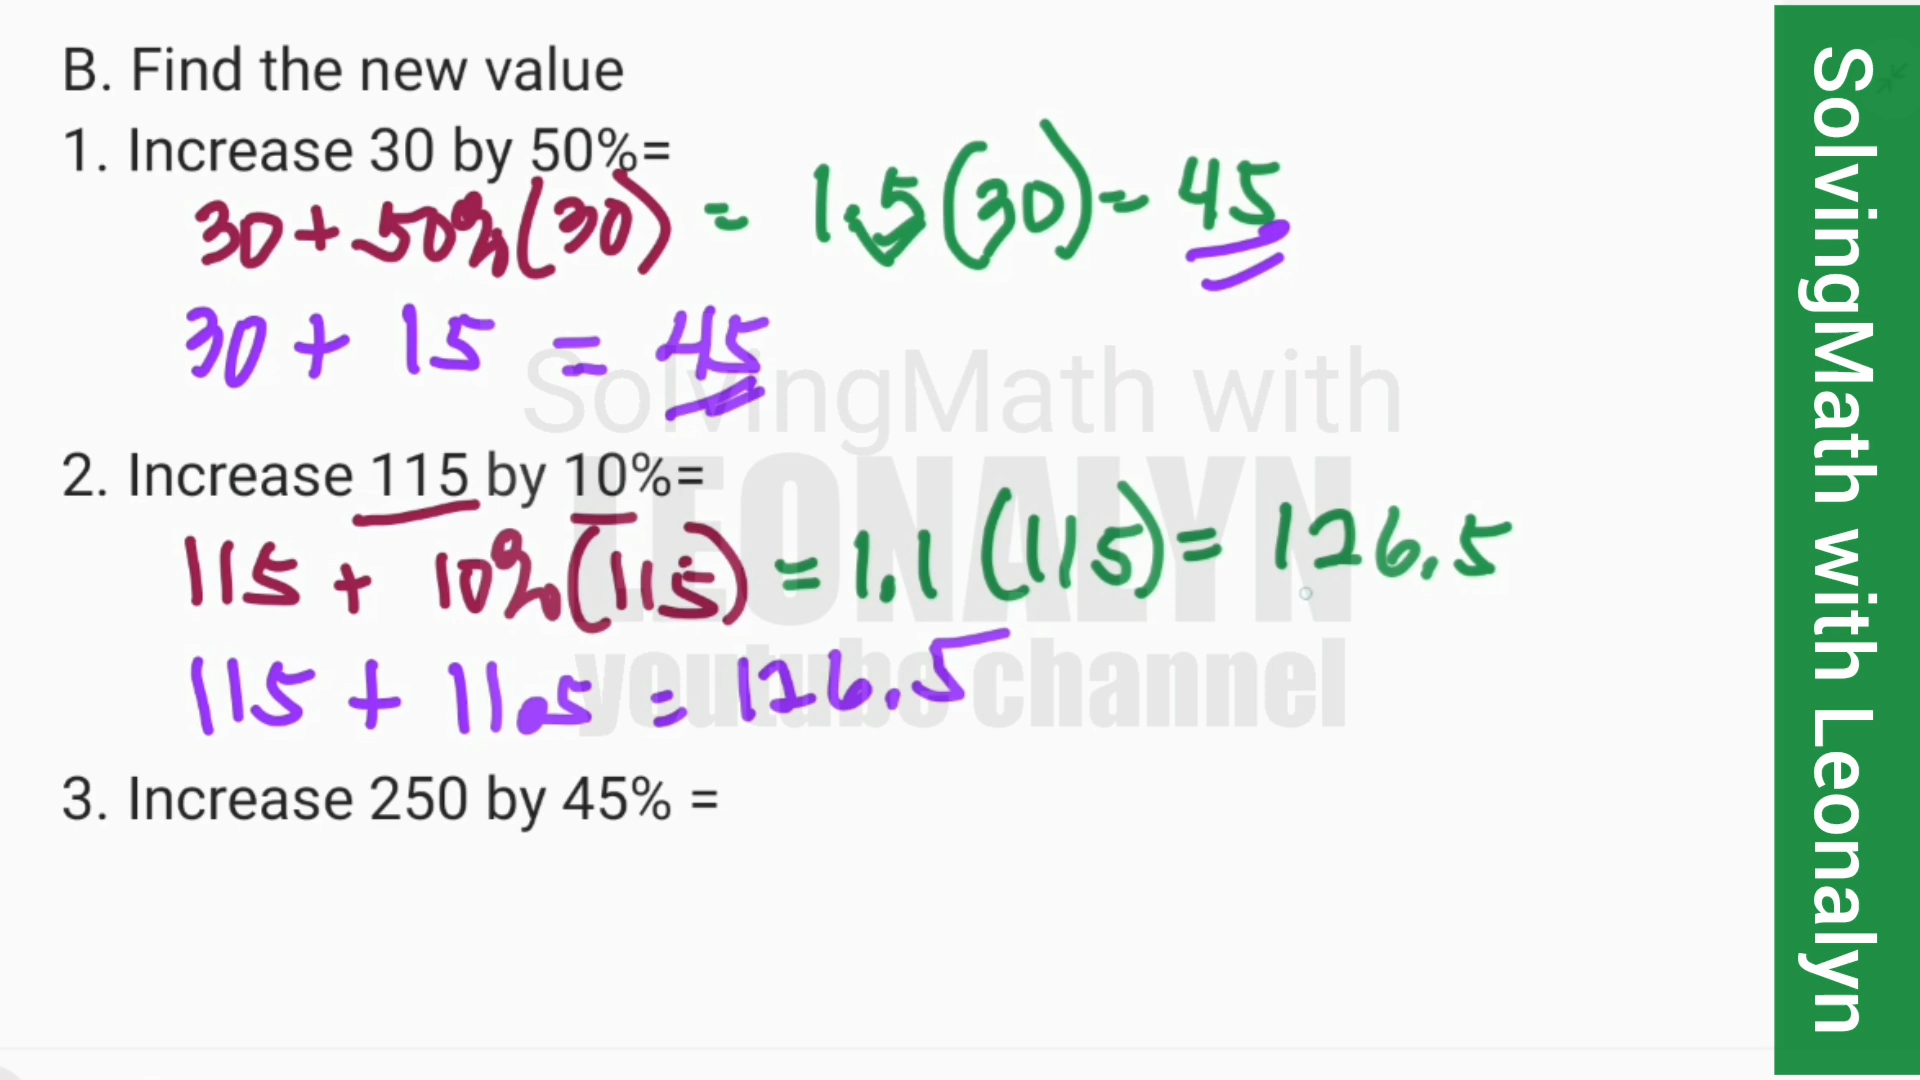 B. Find the new value
1. Increase 30 by 50%=
30 + 50%(30) = 1.5(30) = 45
30 + 15 = 45
SolvingMath with
2. Increase 115 by 10%=
LEONALYN
115 + 10%(115) = 1.1 (115) = 126.5
youtube channel
115 + 11.5 = 126.5
3. Increase 250 by 45% =
SolvingMath with Leonalyn